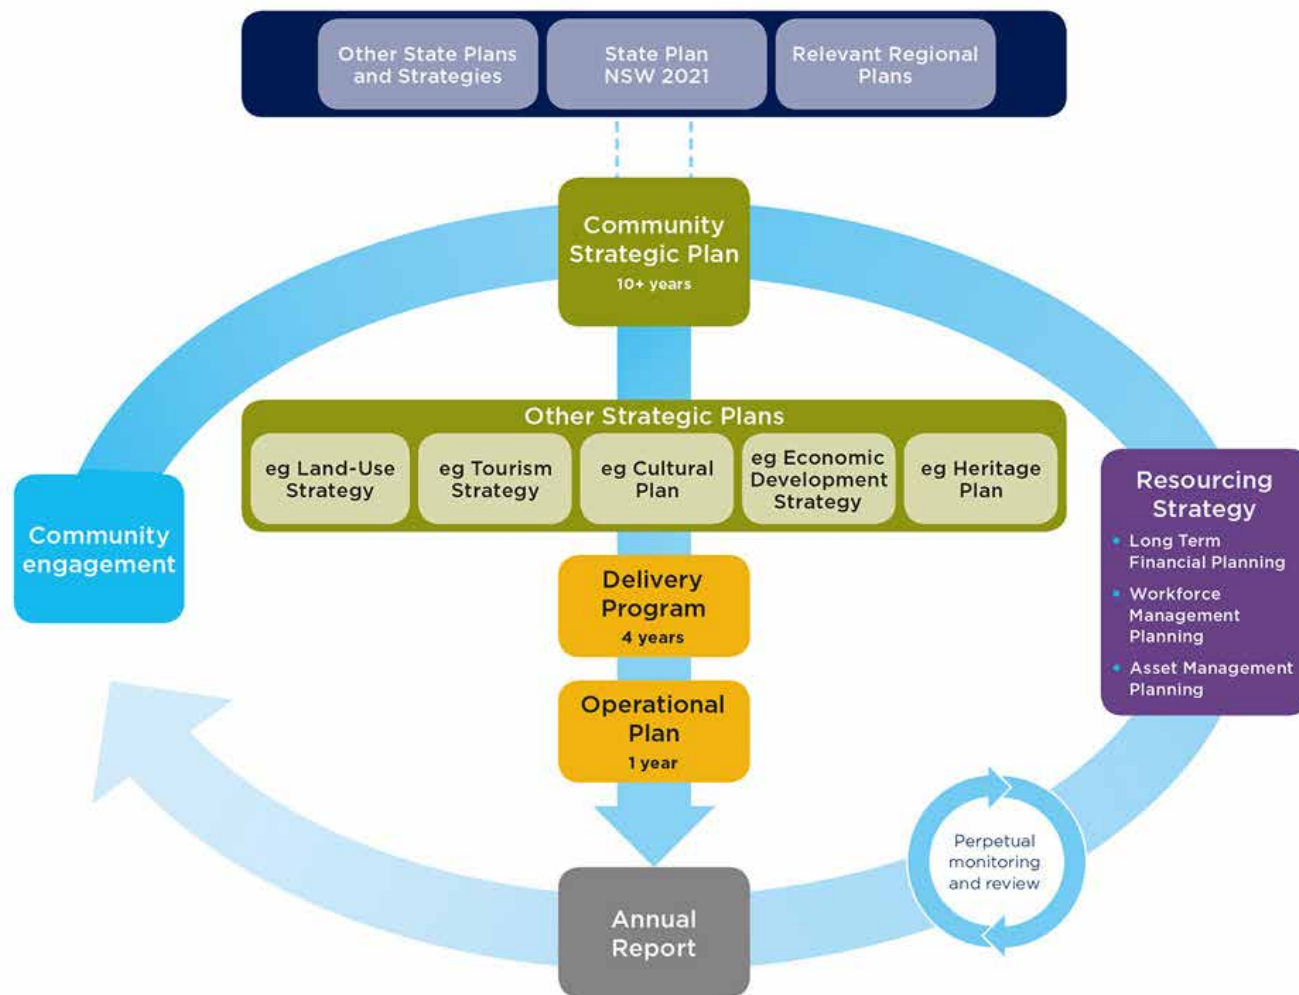 Other State Plans
and Strategies
State Plan
NSW 2021
Relevant Regional
Plans
Community
Strategic Plan
10+ years
Other Strategic Plans
eg Land-Use
Strategy
eg Tourism
Strategy
eg Cultural
Plan
eg Economic
Development
Strategy
eg Heritage
Plan
Community
engagement
Resourcing
Strategy
• Long Term
Financial Planning
• Workforce
Management
Planning
• Asset Management
Planning
Delivery
Program
4 years
Operational
Plan
1 year
Perpetual
monitoring
and review
Annual
Report